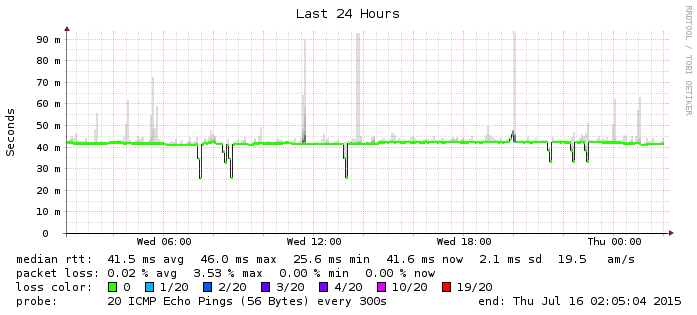 Last 24 Hours
RRDTOOL / TOBI OETIKER
Seconds
90 m
80 m
70 m
60 m
50 m
40 m
30 m
20 m
10 m
0
Wed 06:00 Wed 12:00 Wed 18:00 Thu 00:00
median rtt: 41.5 ms avg 46.0 ms max 25.6 ms min 41.6 ms now 2.1 ms sd 19.5 am/s
packet loss: 0.02 % avg 3.53 % max 0.00 % min 0.00 % now
loss color: 0 1/20 2/20 3/20 4/20 10/20 19/20
probe: 20 ICMP Echo Pings (56 Bytes) every 300s end: Thu Jul 16 02:05:04 2015